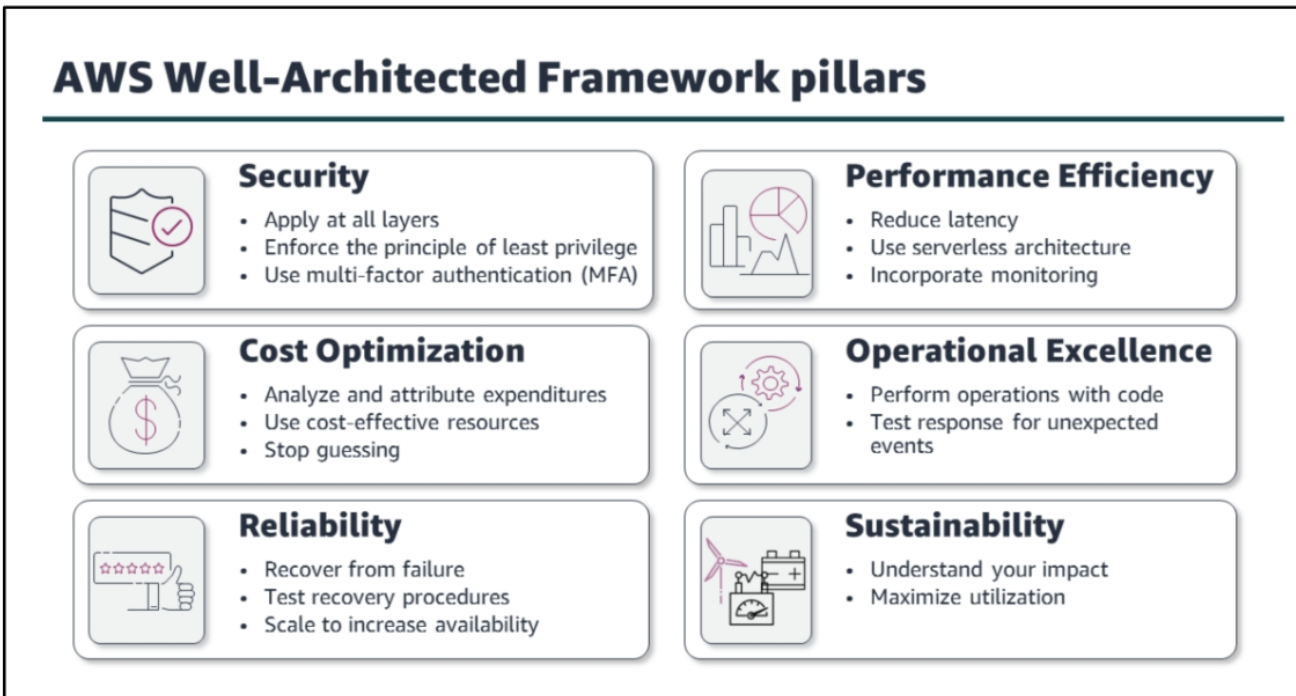 AWS Well-Architected Framework pillars
Security
• Apply at all layers
• Enforce the principle of least privilege
• Use multi-factor authentication (MFA)
Performance Efficiency
• Reduce latency
• Use serverless architecture
• Incorporate monitoring
Cost Optimization
• Analyze and attribute expenditures
• Use cost-effective resources
• Stop guessing
Operational Excellence
• Perform operations with code
• Test response for unexpected
events
Reliability
• Recover from failure
• Test recovery procedures
• Scale to increase availability
Sustainability
• Understand your impact
• Maximize utilization